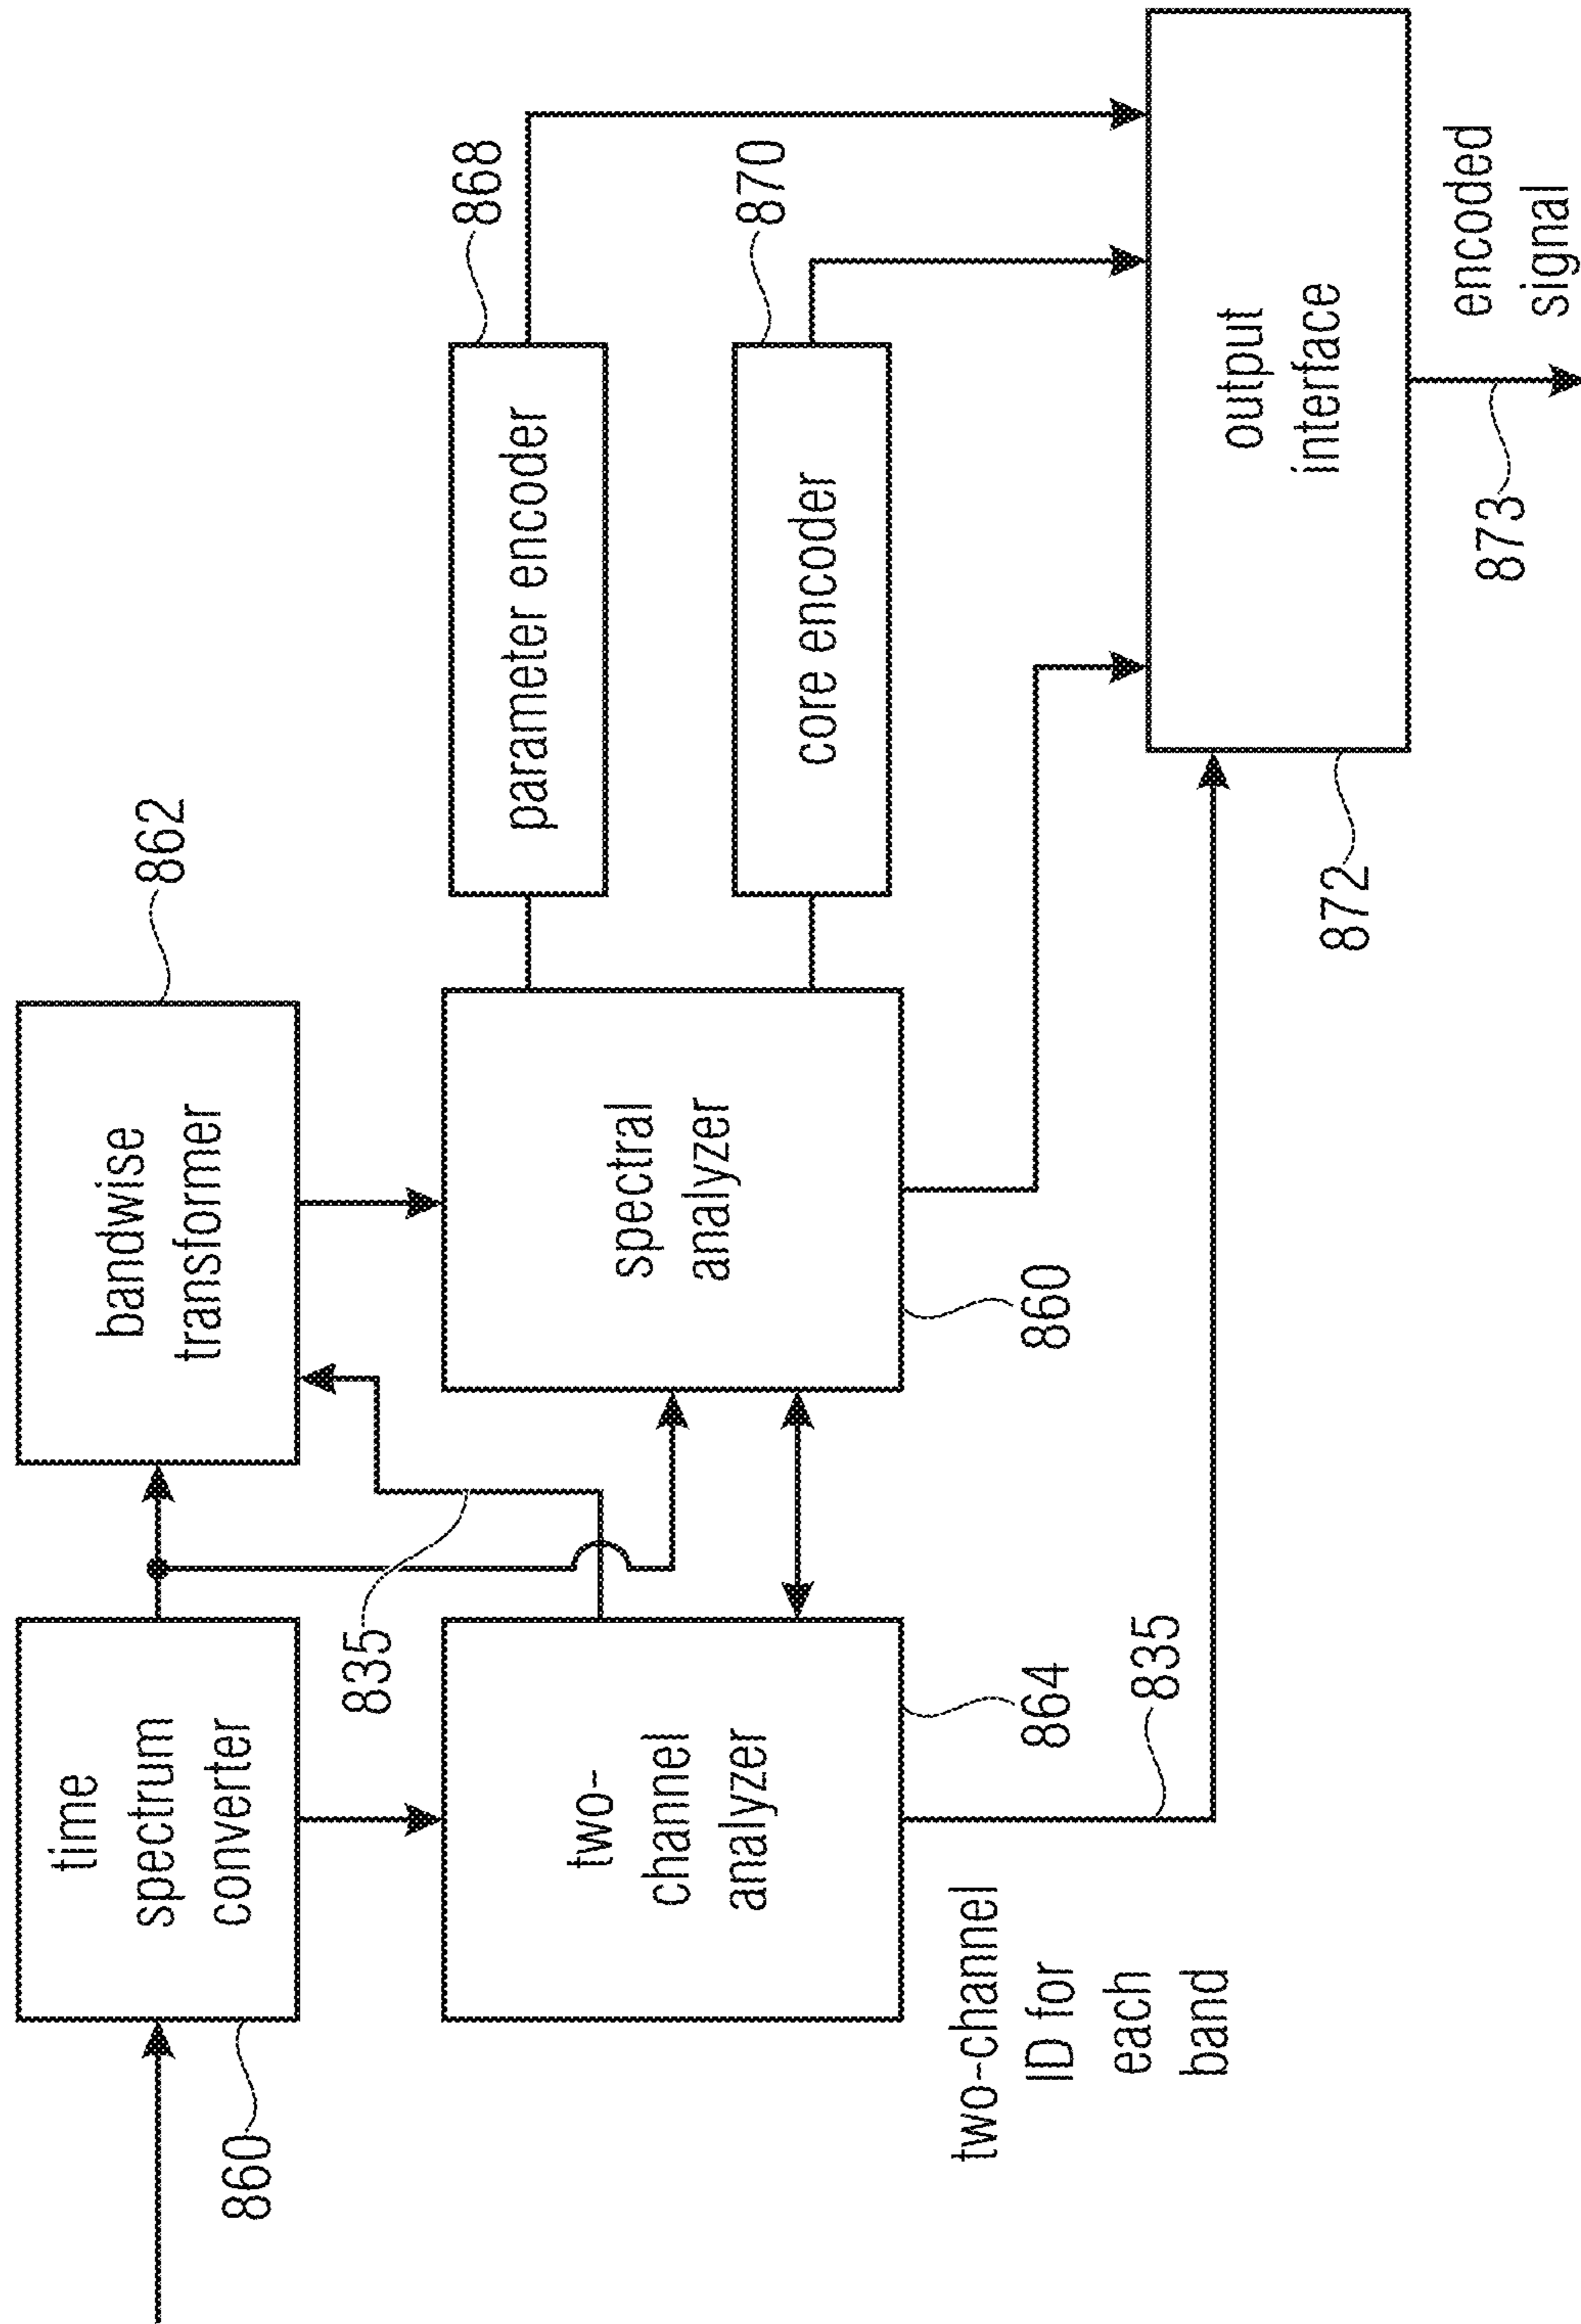 time
spectrum
converter
860
bandwise
transformer
862
835
two-
channel
analyzer
864
spectral
analyzer
860
parameter encoder
868
core encoder
870
two-channel
ID for
each
band
835
output
interface
872
873
encoded
signal